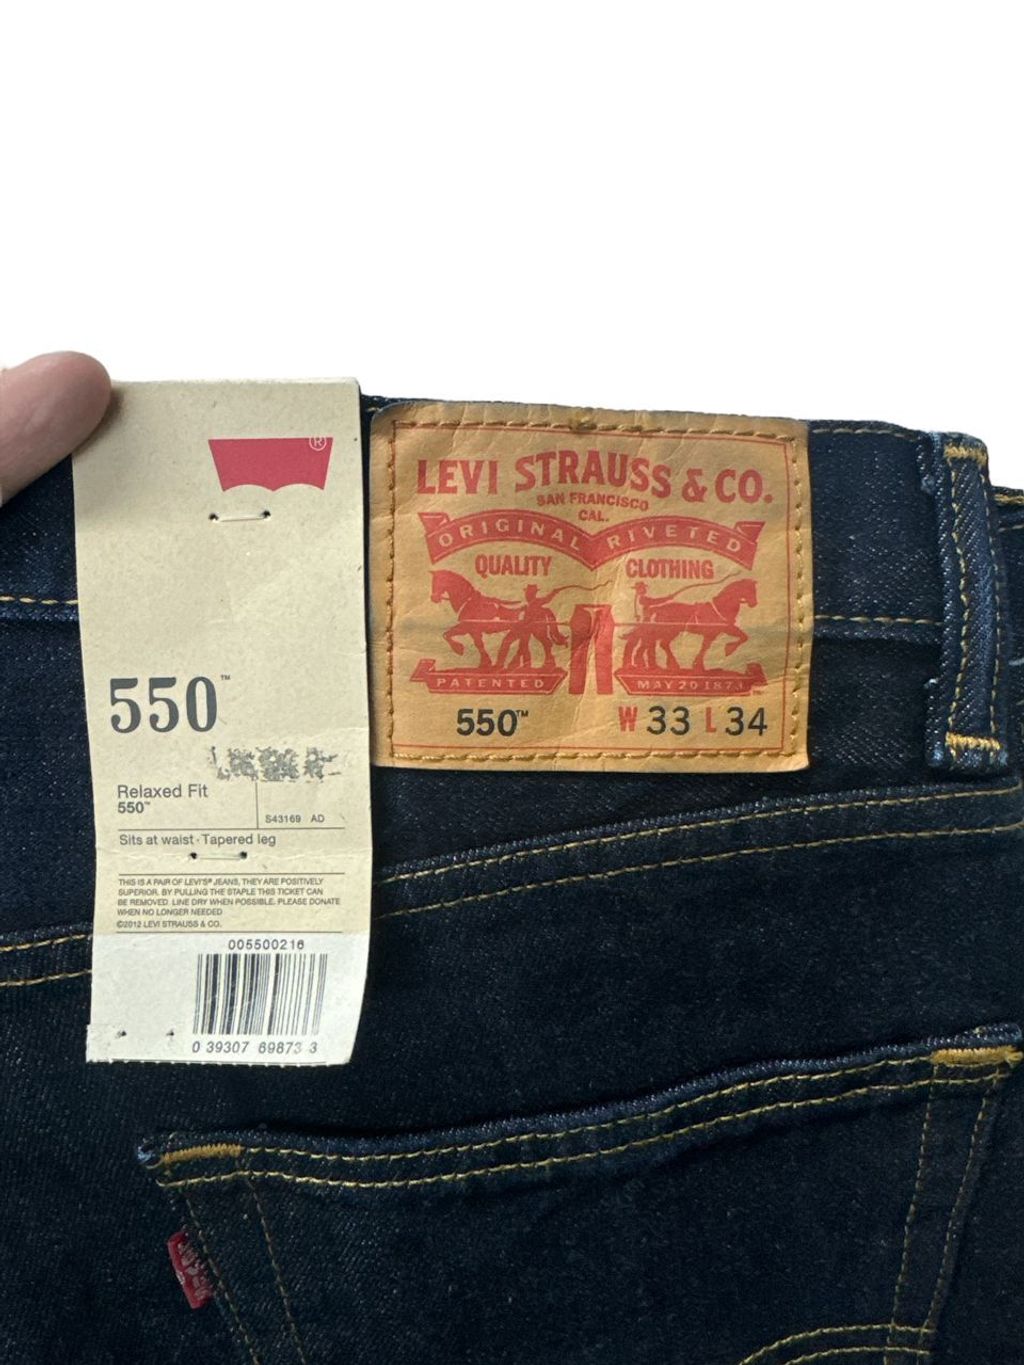 ®
550™
Relaxed Fit
550™
S43169 AD
Sits at waist · Tapered leg
THIS IS A PAIR OF LEVI'S® JEANS, THEY ARE POSITIVELY
SUPERIOR. BY PULLING THE STAPLE THIS TICKET CAN
BE REMOVED. LINE DRY WHEN POSSIBLE. PLEASE DONATE
WHEN NO LONGER NEEDED
©2012 LEVI STRAUSS & CO.
005500216
0 39307 69873 3
LEVI STRAUSS & CO.
SAN FRANCISCO
CAL.
ORIGINAL RIVETED
QUALITY CLOTHING
PATENTED MAY 20 1873 ™
550™ W 33 L 34